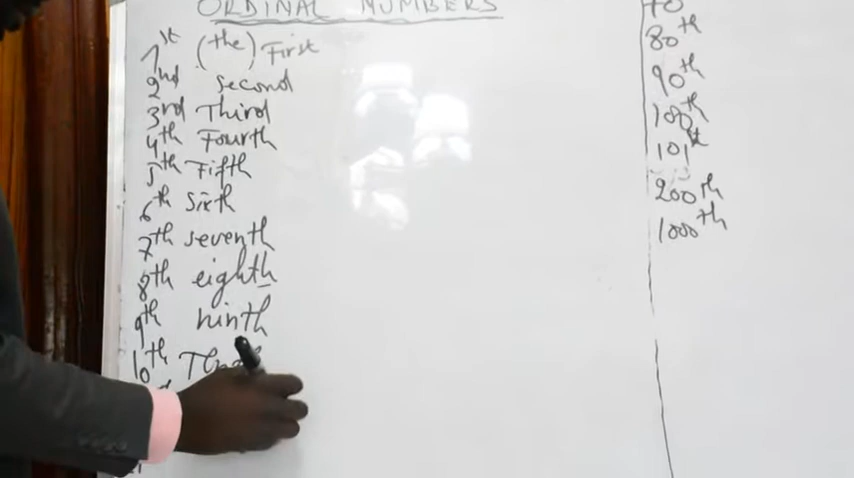 ORDINAL NUMBERS
1st (the) First
2nd second
3rd Third
4th Fourth
5th Fifth
6th Sixth
7th seventh
8th eighth
9th ninth
10th
80th
90th
100th
101st
200th
1000th